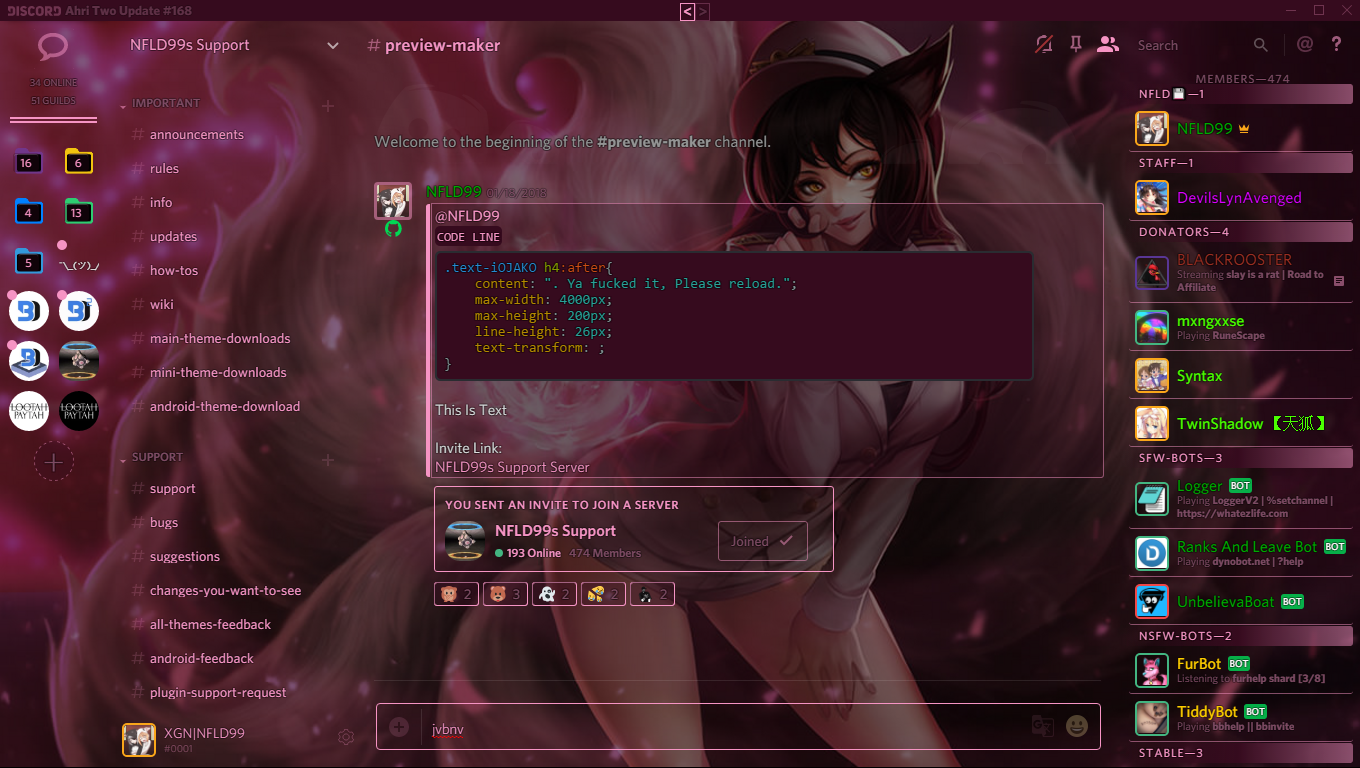 DISCORD Ahri Two Update #168
< >
NFLD99s Support
# preview-maker
Search
@ ?
34 ONLINE
51 GUILDS
16
6
4
13
5
¯\_(ツ)_/
LOOTAH
PAYTAH
LOOTAH
PAYTAH
IMPORTANT
# announcements
# rules
# info
# updates
# how-tos
# wiki
# main-theme-downloads
# mini-theme-downloads
# android-theme-download
SUPPORT
# support
# bugs
# suggestions
# changes-you-want-to-see
# all-themes-feedback
# android-feedback
# plugin-support-request
XGN|NFLD99
#0001
Welcome to the beginning of the #preview-maker channel.
NFLD99 01/18/2018
@NFLD99
CODE LINE
.text-iOJAKO h4:after{
content: ". Ya fucked it, Please reload.";
max-width: 4000px;
max-height: 200px;
line-height: 26px;
text-transform: ;
}
This Is Text
Invite Link:
NFLD99s Support Server
YOU SENT AN INVITE TO JOIN A SERVER
NFLD99s Support
193 Online 474 Members
Joined
2 3 2 2 2
jvbnv
MEMBERS—474
NFLD💾—1
NFLD99
STAFF—1
DevilsLynAvenged
DONATORS—4
BLACKROOSTER
Streaming slay is a rat | Road to
Affiliate
mxngxxse
Playing RuneScape
Syntax
TwinShadow 【天狐】
SFW-BOTS—3
Logger BOT
Playing LoggerV2 | %setchannel |
https://whatezlife.com
Ranks And Leave Bot BOT
Playing dynobot.net | ?help
UnbelievaBoat BOT
NSFW-BOTS—2
FurBot BOT
Listening to furhelp shard [3/8]
TiddyBot BOT
Playing bbhelp || bbinvite
STABLE—3